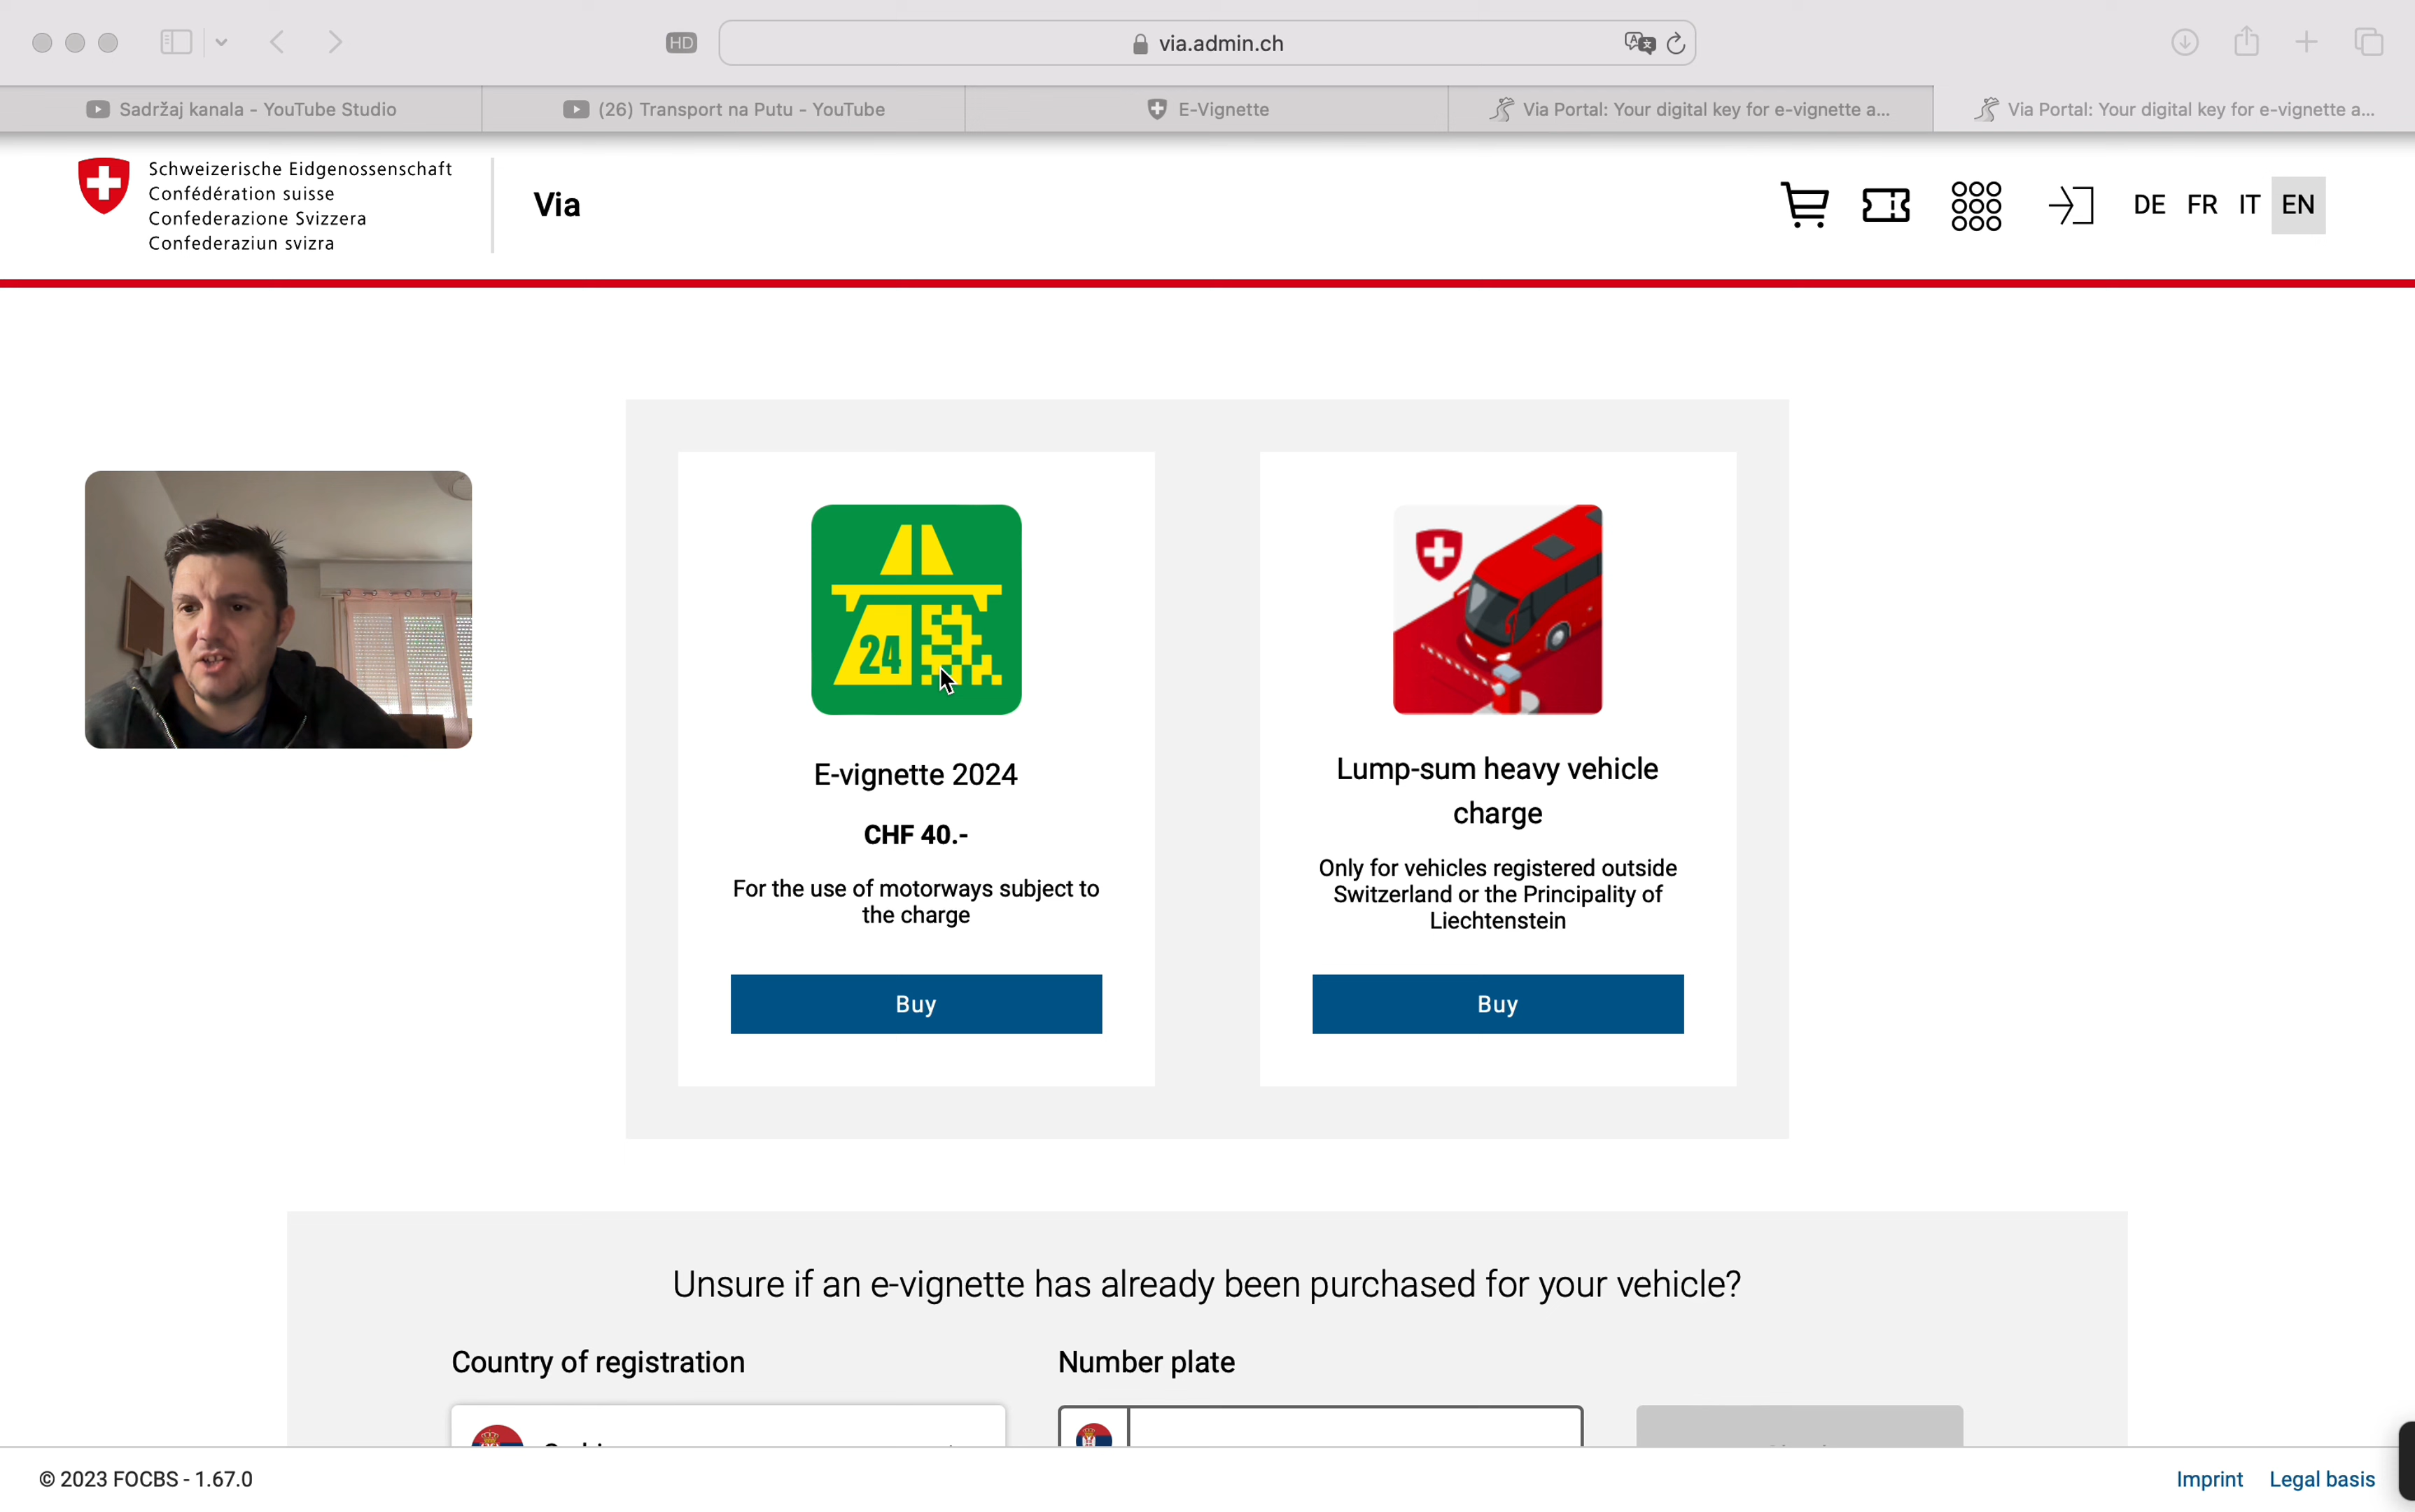 HD
via.admin.ch
Sadržaj kanala - YouTube Studio
(26) Transport na Putu - YouTube
E-Vignette
Via Portal: Your digital key for e-vignette a...
Via Portal: Your digital key for e-vignette a...
Schweizerische Eidgenossenschaft
Confédération suisse
Confederazione Svizzera
Confederaziun svizra
Via
DE FR IT EN
24
E-vignette 2024
CHF 40.-
For the use of motorways subject to
the charge
Buy
Lump-sum heavy vehicle
charge
Only for vehicles registered outside
Switzerland or the Principality of
Liechtenstein
Buy
Unsure if an e-vignette has already been purchased for your vehicle?
Country of registration
Number plate
© 2023 FOCBS - 1.67.0
Imprint
Legal basis